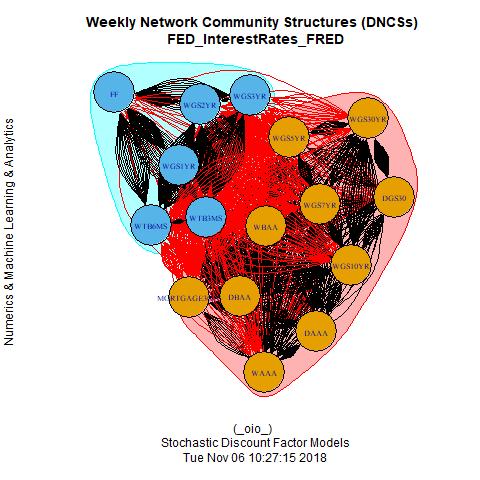 Weekly Network Community Structures (DNCSs)
FED_InterestRates_FRED
Numerics & Machine Learning & Analytics
FF
WGS2YR
WGS3YR
WGS30YR
WGS5YR
WGS1YR
DGS30
WGS7YR
WTB3MS
WTB6MS
WBAA
WGS10YR
MORTGAGE3
DBAA
DAAA
WAAA
(_oio_)
Stochastic Discount Factor Models
Tue Nov 06 10:27:15 2018